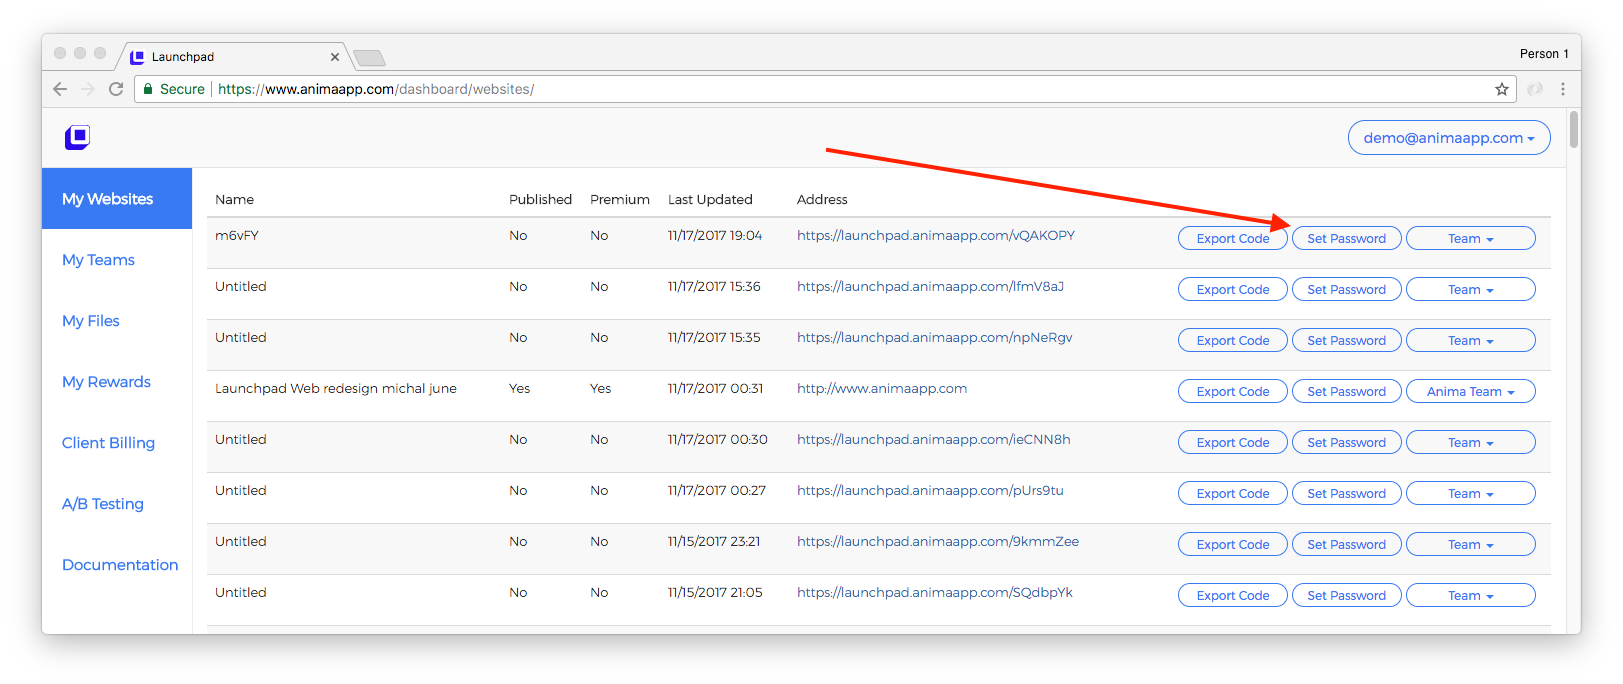 Launchpad
Person 1
Secure https://www.animaapp.com/dashboard/websites/
demo@animaapp.com
My Websites
My Teams
My Files
My Rewards
Client Billing
A/B Testing
Documentation
Name Published Premium Last Updated Address
m6vFY No No 11/17/2017 19:04 https://launchpad.animaapp.com/vQAKOPY Export Code Set Password Team
Untitled No No 11/17/2017 15:36 https://launchpad.animaapp.com/lfmV8aJ Export Code Set Password Team
Untitled No No 11/17/2017 15:35 https://launchpad.animaapp.com/npNeRgv Export Code Set Password Team
Launchpad Web redesign michal june Yes Yes 11/17/2017 00:31 http://www.animaapp.com Export Code Set Password Anima Team
Untitled No No 11/17/2017 00:30 https://launchpad.animaapp.com/ieCNN8h Export Code Set Password Team
Untitled No No 11/17/2017 00:27 https://launchpad.animaapp.com/pUrs9tu Export Code Set Password Team
Untitled No No 11/15/2017 23:21 https://launchpad.animaapp.com/9kmmZee Export Code Set Password Team
Untitled No No 11/15/2017 21:05 https://launchpad.animaapp.com/SQdbpYk Export Code Set Password Team